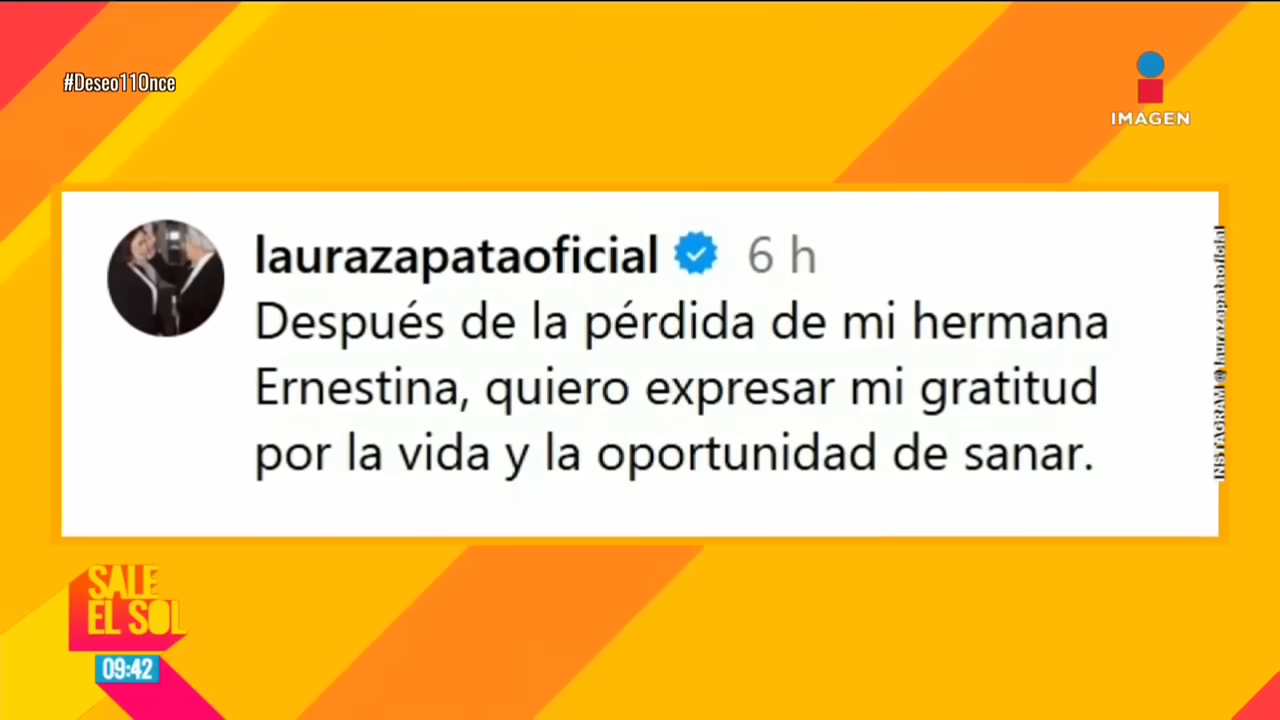 #Deseo11Once
IMAGEN
laurazapataoficial 6 h
Después de la pérdida de mi hermana
Ernestina, quiero expresar mi gratitud
por la vida y la oportunidad de sanar.
INSTAGRAM @laurazapataoficial
SALE
EL SOL
09:42